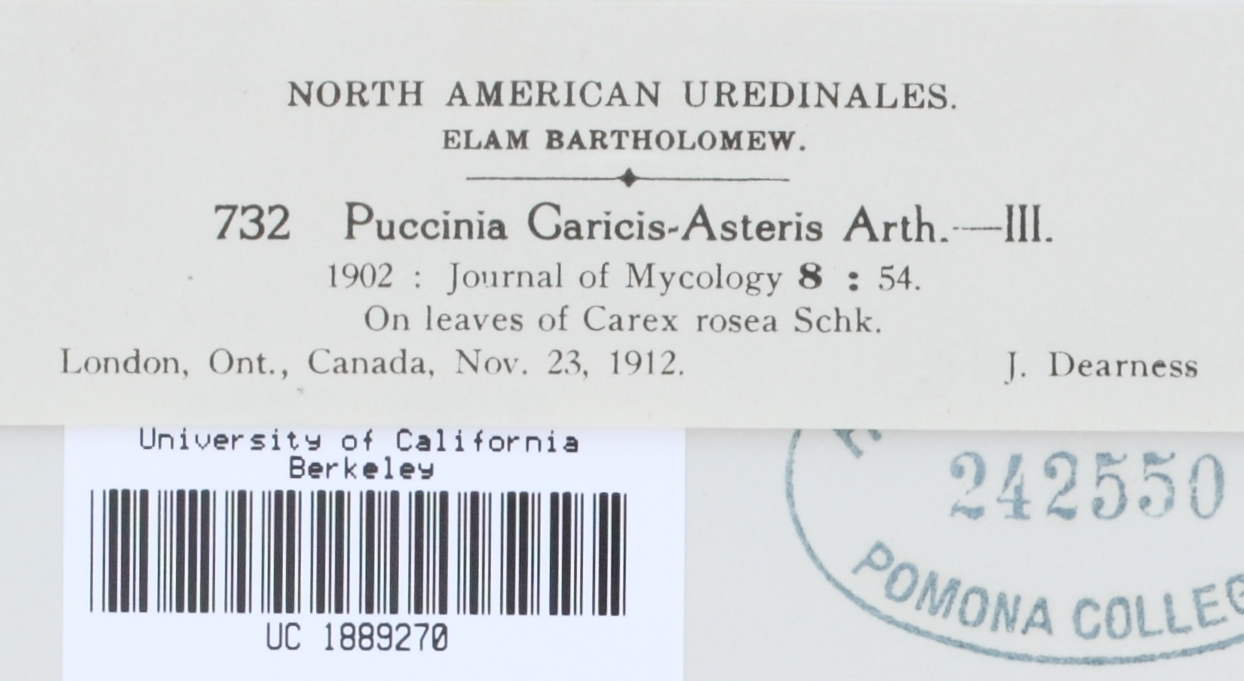 NORTH AMERICAN UREDINALES.
ELAM BARTHOLOMEW.
732 Puccinia Caricis-Asteris Arth.—III.
1902 : Journal of Mycology 8 : 54.
On leaves of Carex rosea Schk.
London, Ont., Canada, Nov. 23, 1912. J. Dearness
University of California
Berkeley
UC 1889270
242550
POMONA COLLEG